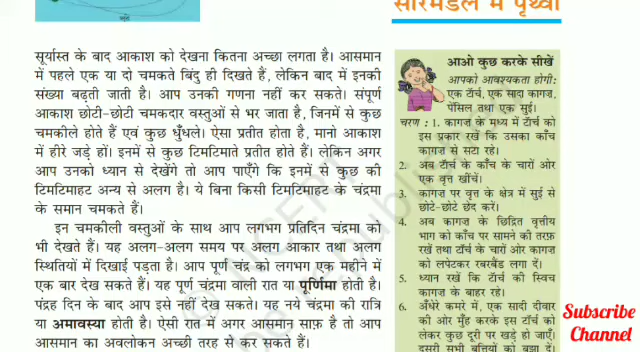 सौरमंडल में पृथ्वी
सूर्यास्त के बाद आकाश को देखना कितना अच्छा लगता है। आसमान
में पहले एक या दो चमकते बिंदु ही दिखते हैं, लेकिन बाद में इनकी
संख्या बढ़ती जाती है। आप उनकी गणना नहीं कर सकते। संपूर्ण
आकाश छोटी-छोटी चमकदार वस्तुओं से भर जाता है, जिनमें से कुछ
चमकीले होते हैं एवं कुछ धुँधले। ऐसा प्रतीत होता है, मानो आकाश
में हीरे जड़े हों। इनमें से कुछ टिमटिमाते प्रतीत होते हैं। लेकिन अगर
आप उनको ध्यान से देखेंगे तो आप पाएँगे कि इनमें से कुछ की
टिमटिमाहट अन्य से अलग है। ये बिना किसी टिमटिमाहट के चंद्रमा
के समान चमकते हैं।
इन चमकीली वस्तुओं के साथ आप लगभग प्रतिदिन चंद्रमा को
भी देखते हैं। यह अलग-अलग समय पर अलग आकार तथा अलग
स्थितियों में दिखाई पड़ता है। आप पूर्ण चंद्र को लगभग एक महीने में
एक बार देख सकते हैं। यह पूर्ण चंद्रमा वाली रात या पूर्णिमा होती है।
पंद्रह दिन के बाद आप इसे नहीं देख सकते। यह नये चंद्रमा की रात्रि
या अमावस्या होती है। ऐसी रात में अगर आसमान साफ़ है तो आप
आसमान का अवलोकन अच्छी तरह से कर सकते हैं।
आओ कुछ करके सीखें
आपको आवश्यकता होगी:
एक टॉर्च, एक सादा कागज़,
पेंसिल तथा एक सुई।
चरण : 1. कागज़ के मध्य में टॉर्च को
इस प्रकार रखें कि उसका काँच
कागज़ से सटा रहे।
2. अब टॉर्च के काँच के चारों ओर
एक वृत्त खींचें।
3. कागज़ पर वृत्त के क्षेत्र में सुई से
छोटे-छोटे छेद करें।
4. अब कागज़ के छिद्रित वृत्तीय
भाग को काँच पर सामने की तरफ़
रखें तथा टॉर्च के चारों ओर कागज़
को लपेटकर रबरबैंड लगा दें।
5. ध्यान रखें कि टॉर्च की स्विच
कागज़ के बाहर रहे।
6. अँधेरे कमरे में, एक सादी दीवार
की ओर मुँह करके इस टॉर्च को
लेकर कुछ दूरी पर खड़े हो जाएँ।
दूसरी सभी बत्तियों को बुझा दें।
Subscribe
Channel